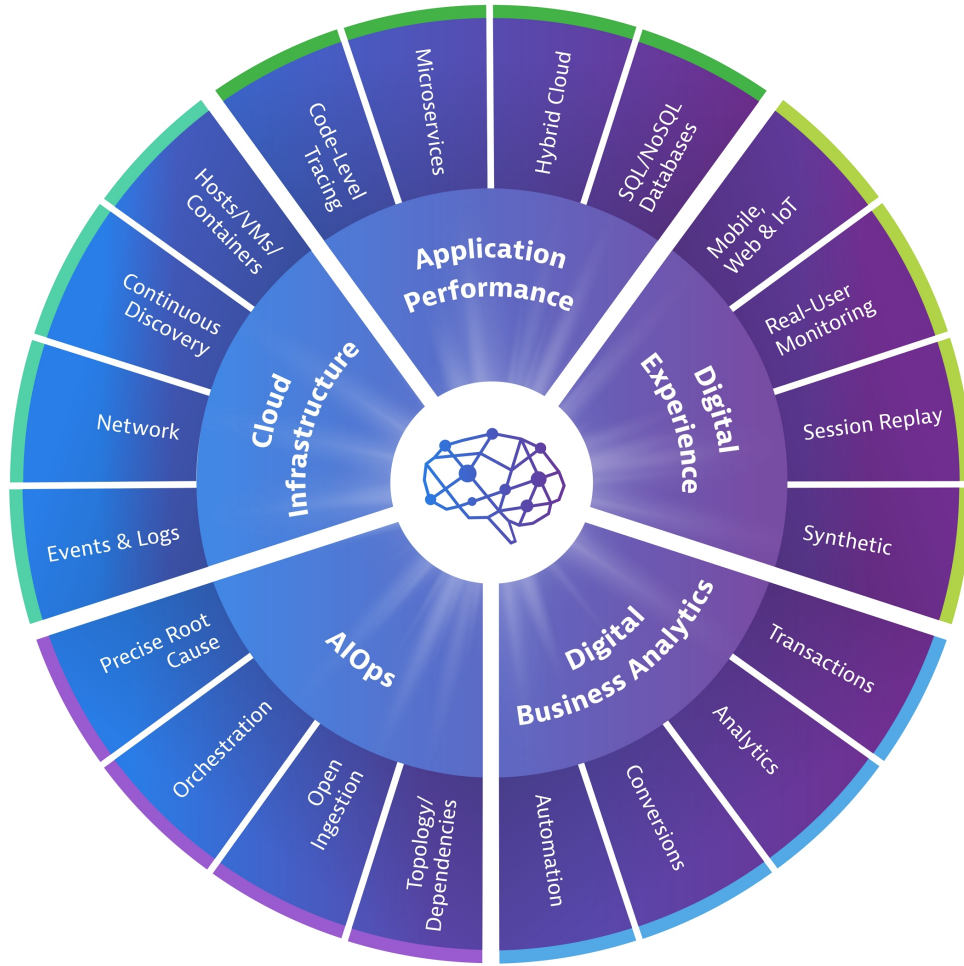 Application
Performance
Code-Level
Tracing
Microservices
Hybrid Cloud
SQL/NoSQL
Databases
Digital
Experience
Mobile,
Web & IoT
Real-User
Monitoring
Session Replay
Synthetic
Digital
Business Analytics
Transactions
Analytics
Conversions
Automation
AIOps
Topology/
Dependencies
Open
Ingestion
Orchestration
Precise Root
Cause
Cloud
Infrastructure
Events & Logs
Network
Continuous
Discovery
Hosts/VMs/
Containers